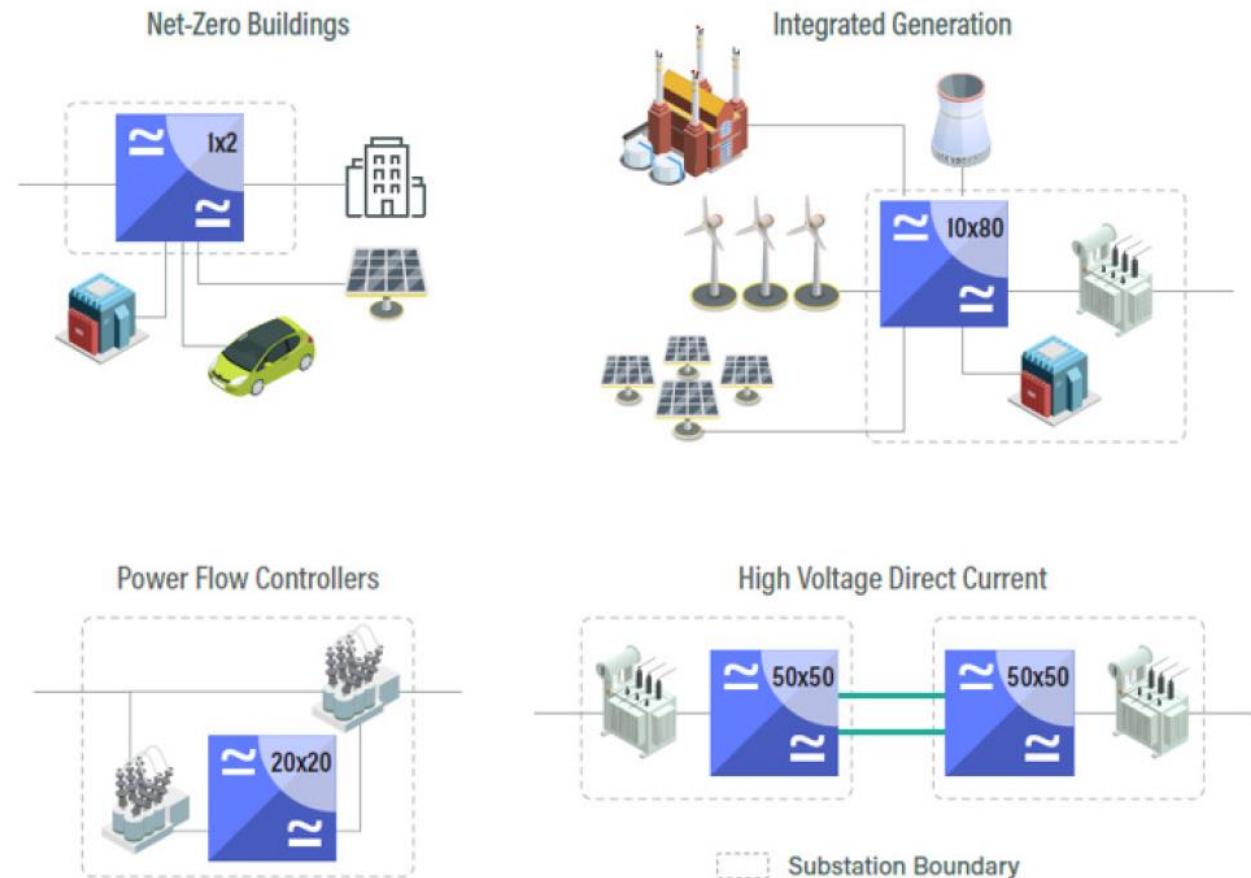 Net-Zero Buildings
Integrated Generation
1x2
10x80
Power Flow Controllers
High Voltage Direct Current
20x20
50x50
50x50
Substation Boundary